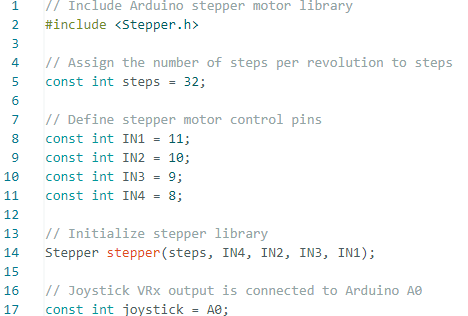 1 // Include Arduino stepper motor library
2 #include <Stepper.h>
3
4 // Assign the number of steps per revolution to steps
5 const int steps = 32;
6
7 // Define stepper motor control pins
8 const int IN1 = 11;
9 const int IN2 = 10;
10 const int IN3 = 9;
11 const int IN4 = 8;
12
13 // Initialize stepper library
14 Stepper stepper(steps, IN4, IN2, IN3, IN1);
15
16 // Joystick VRx output is connected to Arduino A0
17 const int joystick = A0;